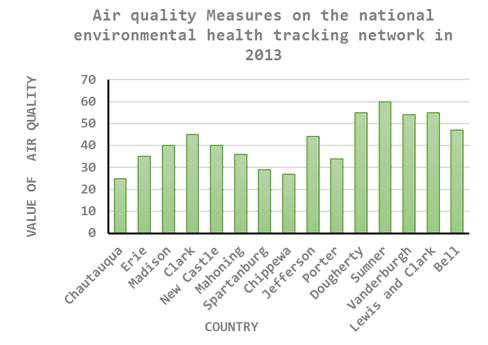 Air quality Measures on the national
environmental health tracking network in
2013
VALUE OF AIR QUALITY
70
60
50
40
30
20
10
0
Chautauqua
Erie
Madison
Clark
New Castle
Mahoning
Spartanburg
Chippewa
Jefferson
Porter
Dougherty
Sumner
Vanderburgh
Lewis and Clark
Bell
COUNTRY